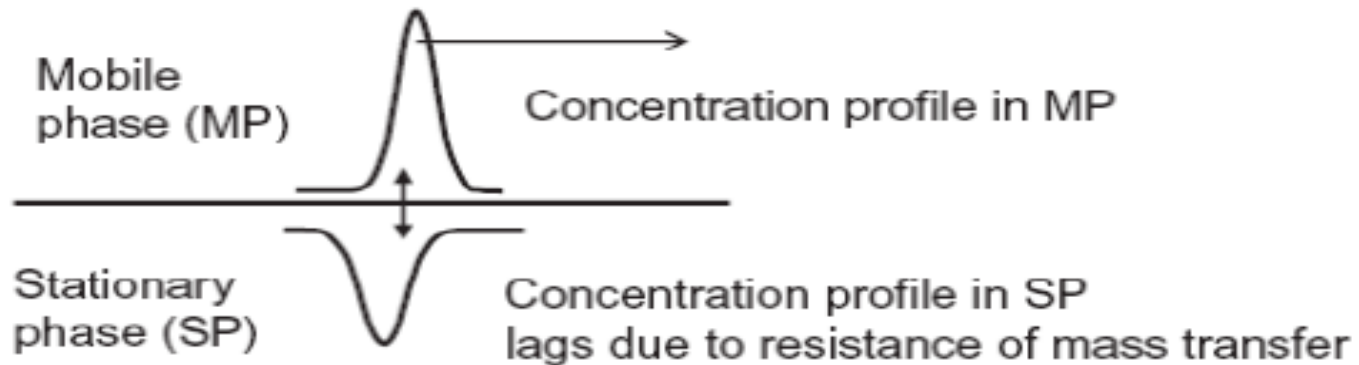 Mobile
phase (MP)
Concentration profile in MP
Stationary
phase (SP)
Concentration profile in SP
lags due to resistance of mass transfer